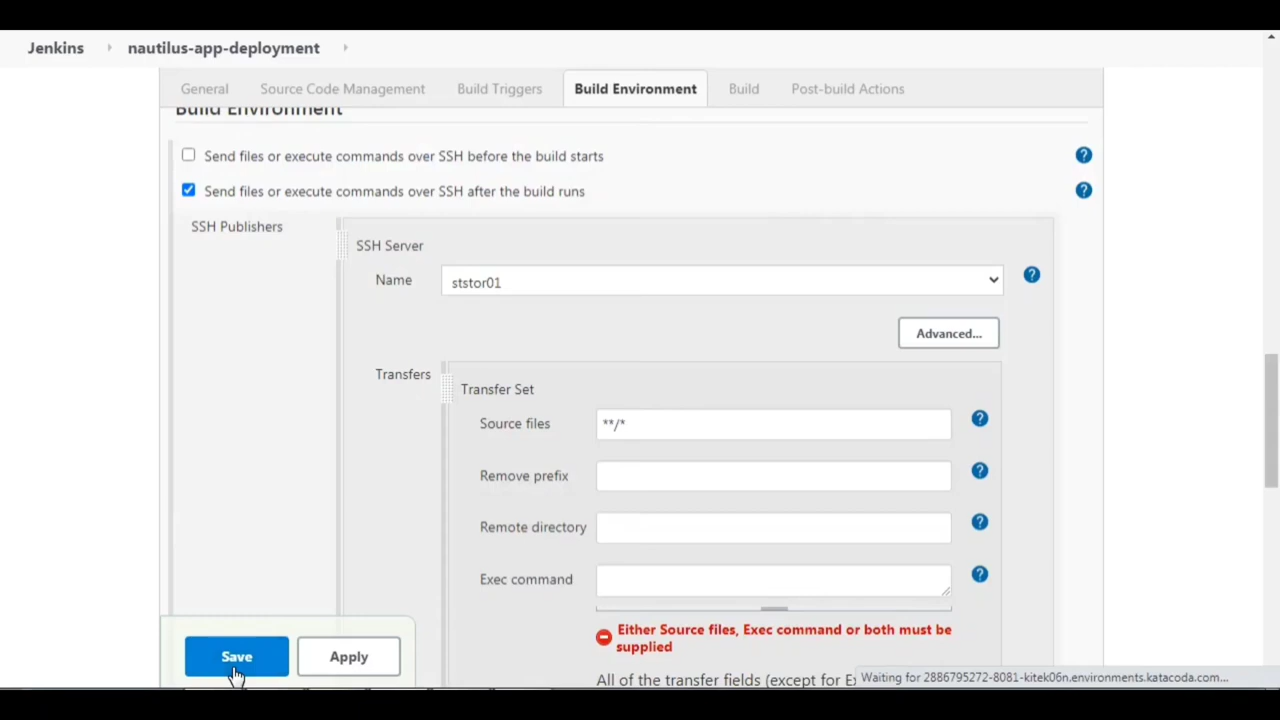 Jenkins nautilus-app-deployment
General Source Code Management Build Triggers Build Environment Build Post-build Actions
Build Environment
Send files or execute commands over SSH before the build starts ?
Send files or execute commands over SSH after the build runs ?
SSH Publishers
SSH Server
Name ststor01 ?
Advanced...
Transfers
Transfer Set
Source files **/* ?
Remove prefix ?
Remote directory ?
Exec command ?
Either Source files, Exec command or both must be
supplied
All of the transfer fields (except for Ex
Save Apply
Waiting for 2886795272-8081-kitek06n.environments.katacoda.com...